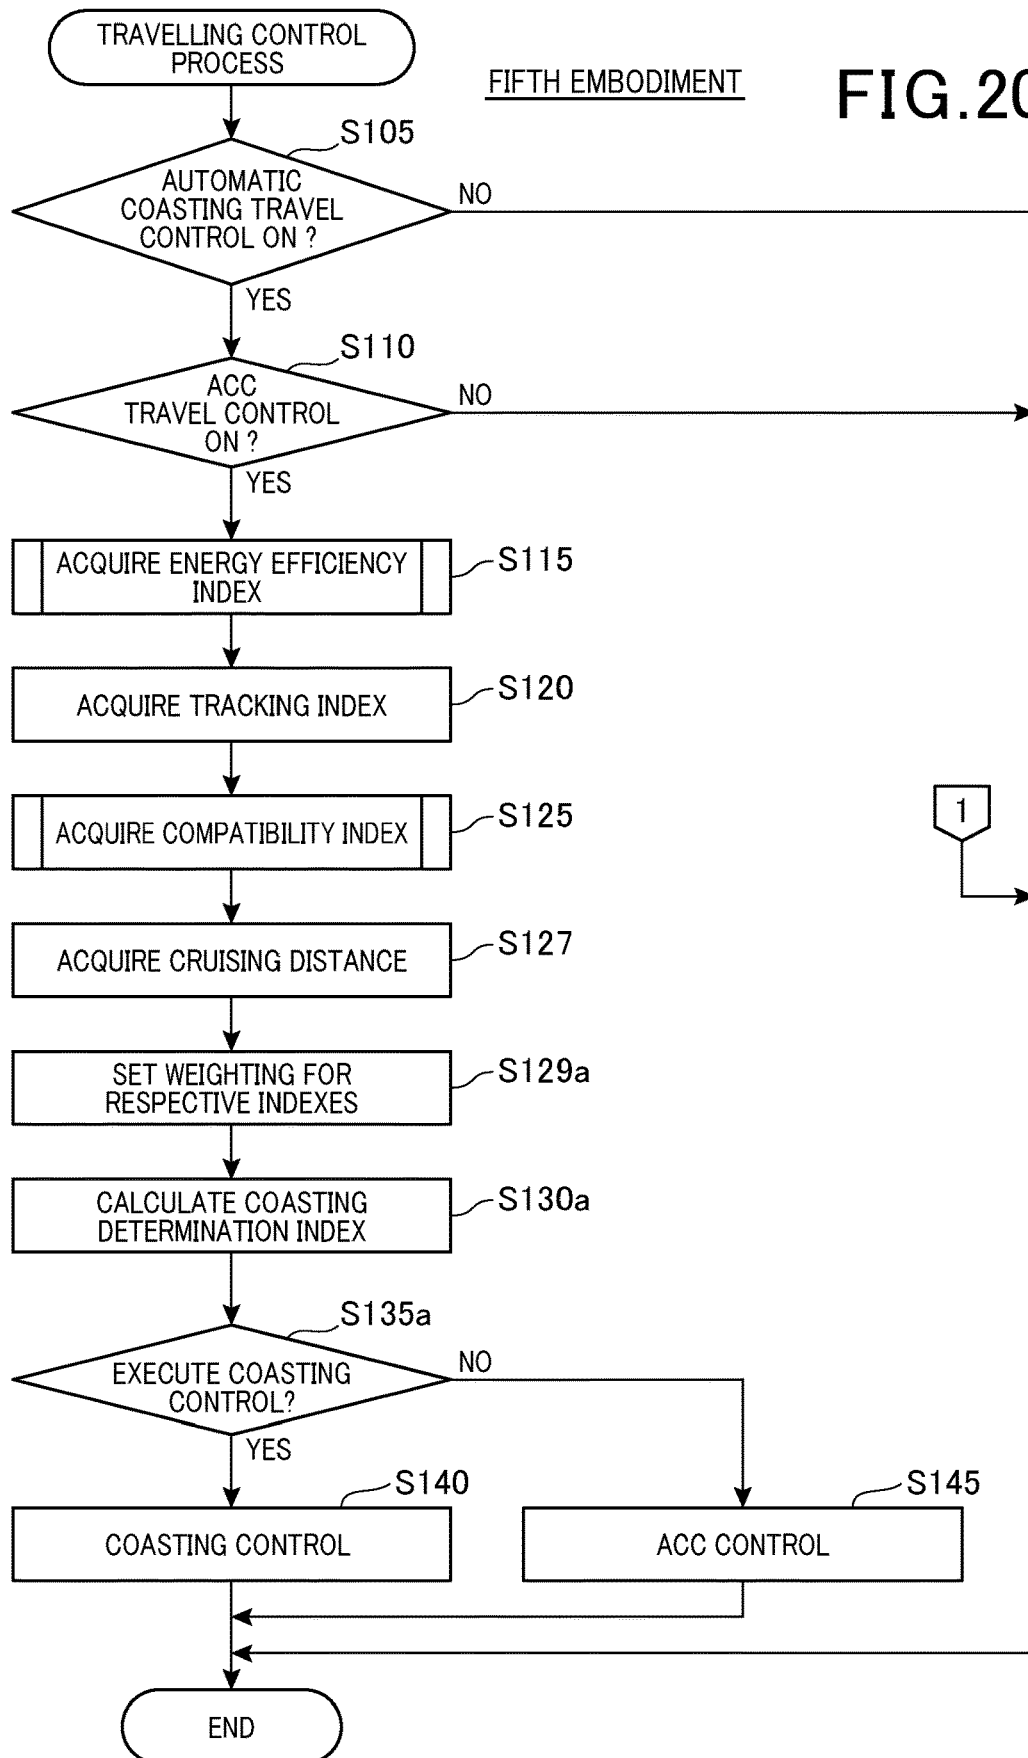 TRAVELLING CONTROL
PROCESS
FIFTH EMBODIMENT
FIG.20
S105
AUTOMATIC
COASTING TRAVEL
CONTROL ON ?
NO
YES
S110
ACC
TRAVEL CONTROL
ON ?
NO
YES
ACQUIRE ENERGY EFFICIENCY
INDEX
S115
ACQUIRE TRACKING INDEX
S120
ACQUIRE COMPATIBILITY INDEX
S125
1
ACQUIRE CRUISING DISTANCE
S127
SET WEIGHTING FOR
RESPECTIVE INDEXES
S129a
CALCULATE COASTING
DETERMINATION INDEX
S130a
S135a
EXECUTE COASTING
CONTROL?
NO
YES
S140
COASTING CONTROL
S145
ACC CONTROL
END